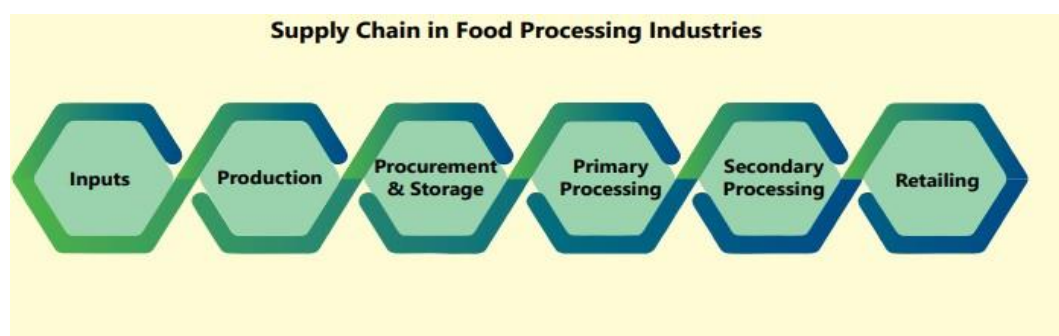 Supply Chain in Food Processing Industries
Inputs
Production
Procurement
& Storage
Primary
Processing
Secondary
Processing
Retailing